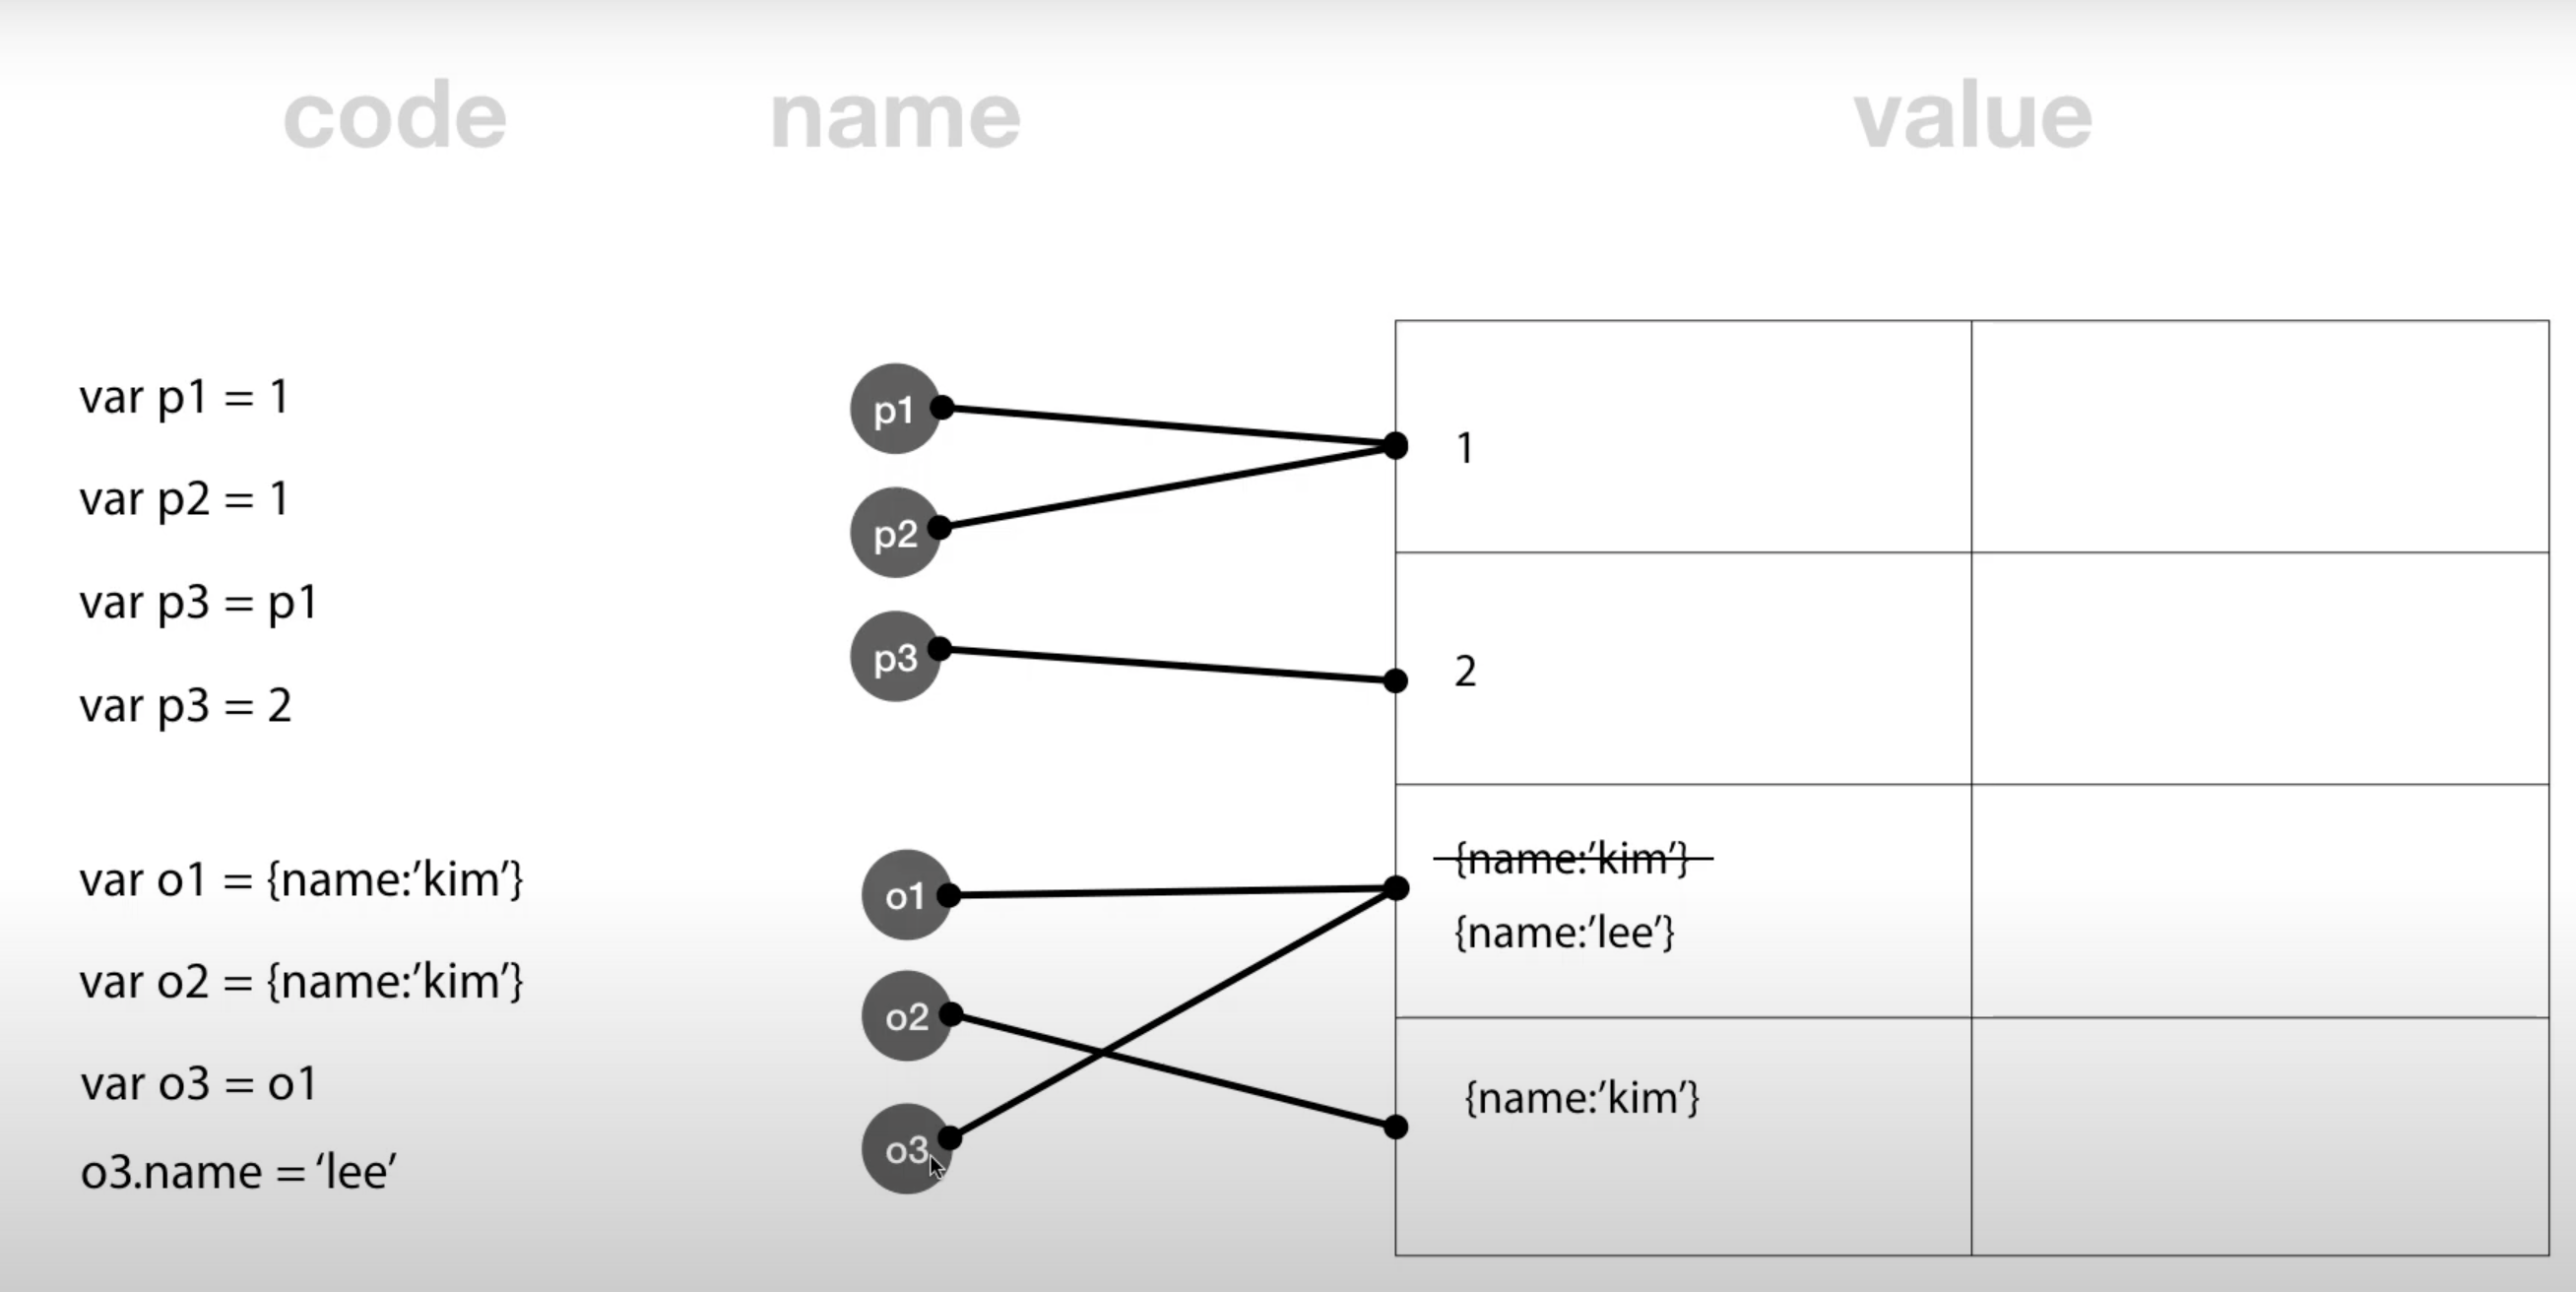 code name value
var p1 = 1
var p2 = 1
var p3 = p1
var p3 = 2
var o1 = {name:’kim’}
var o2 = {name:’kim’}
var o3 = o1
o3.name = ‘lee’
p1
p2
p3
o1
o2
o3
1
2
{name:’kim’}
{name:’lee’}
{name:’kim’}